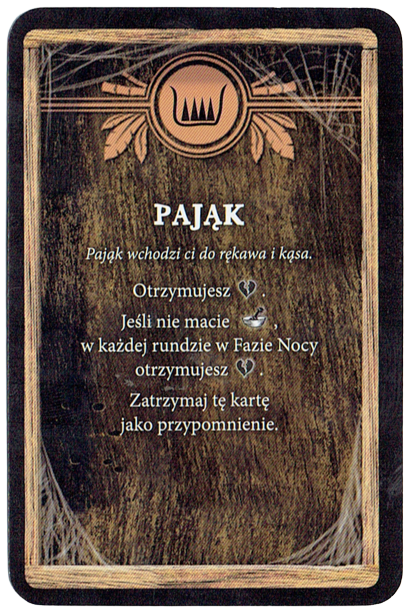 PAJĄK
Pająk wchodzi ci do rękawa i kąsa.
Otrzymujesz .
Jeśli nie macie ,
w każdej rundzie w Fazie Nocy
otrzymujesz .
Zatrzymaj tę kartę
jako przypomnienie.